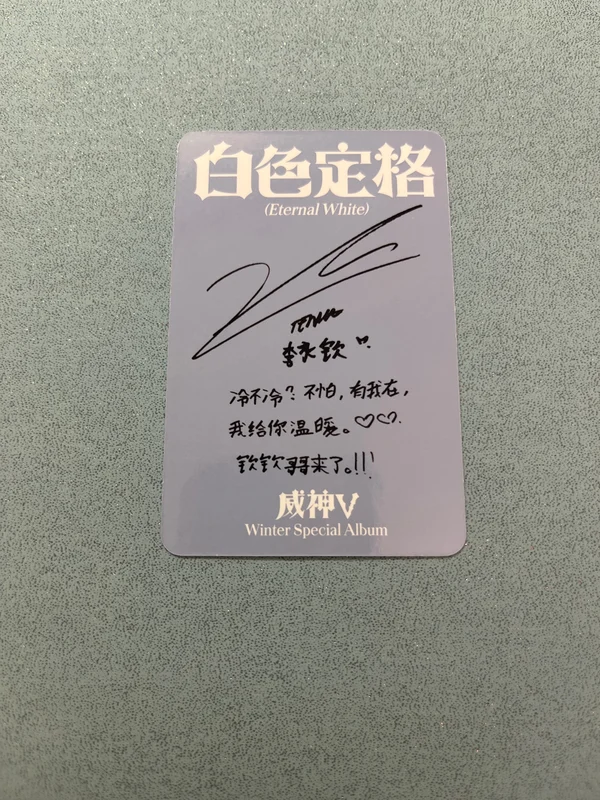 白色定格
(Eternal White)
TEN
李永钦
冷不冷? 不怕,有我在,
我给你温暖。♡♡.
钦钦哥来了。!!!
威神V
Winter Special Album